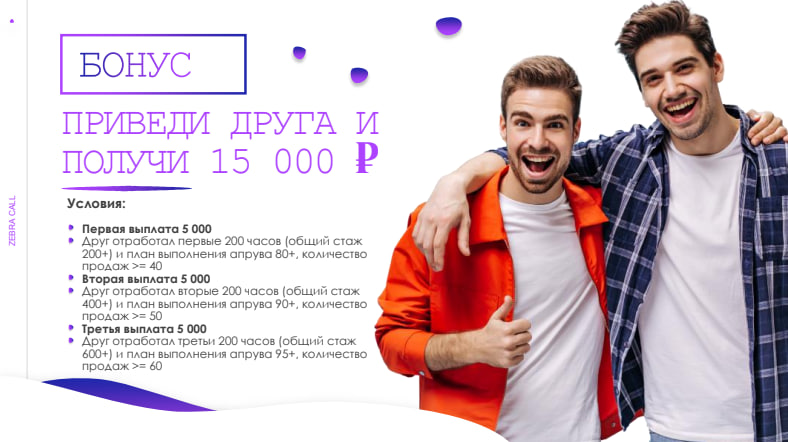 БОНУС
ПРИВЕДИ ДРУГА И
ПОЛУЧИ 15 000 ₽
Условия:
Первая выплата 5 000
Друг отработал первые 200 часов (общий стаж
200+) и план выполнения апрува 80+, количество
продаж >= 40
Вторая выплата 5 000
Друг отработал вторые 200 часов (общий стаж
400+) и план выполнения апрува 90+, количество
продаж >= 50
Третья выплата 5 000
Друг отработал третьи 200 часов (общий стаж
600+) и план выполнения апрува 95+, количество
продаж >= 60
ZEBRA CALL